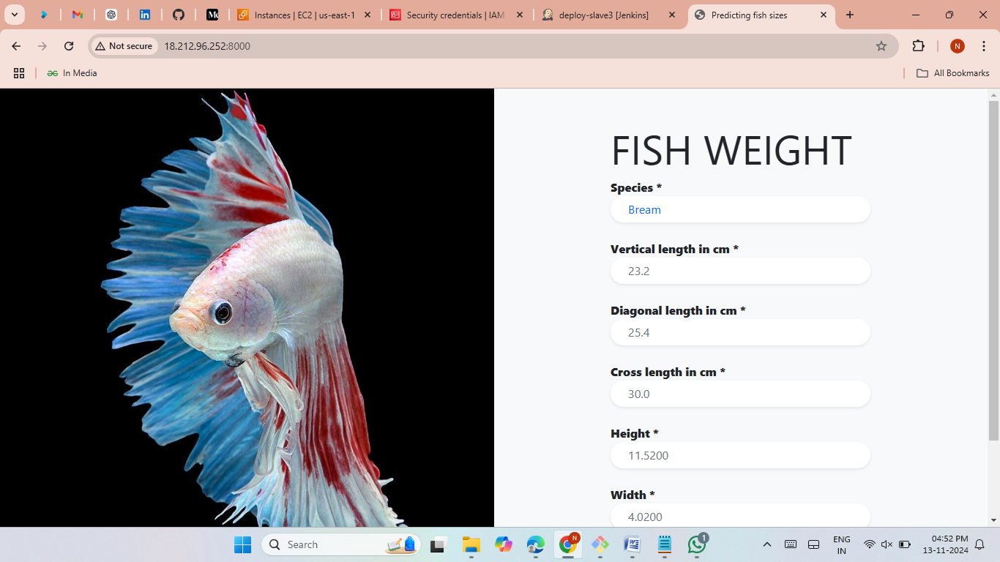 Instances | EC2 | us-east-1
Security credentials | IAM
deploy-slave3 [Jenkins]
Predicting fish sizes
Not secure
18.212.96.252:8000
N
In Media
All Bookmarks
FISH WEIGHT
Species *
Bream
Vertical length in cm *
23.2
Diagonal length in cm *
25.4
Cross length in cm *
30.0
Height *
11.5200
Width *
4.0200
Search
N
1
ENG
IN
04:52 PM
13-11-2024